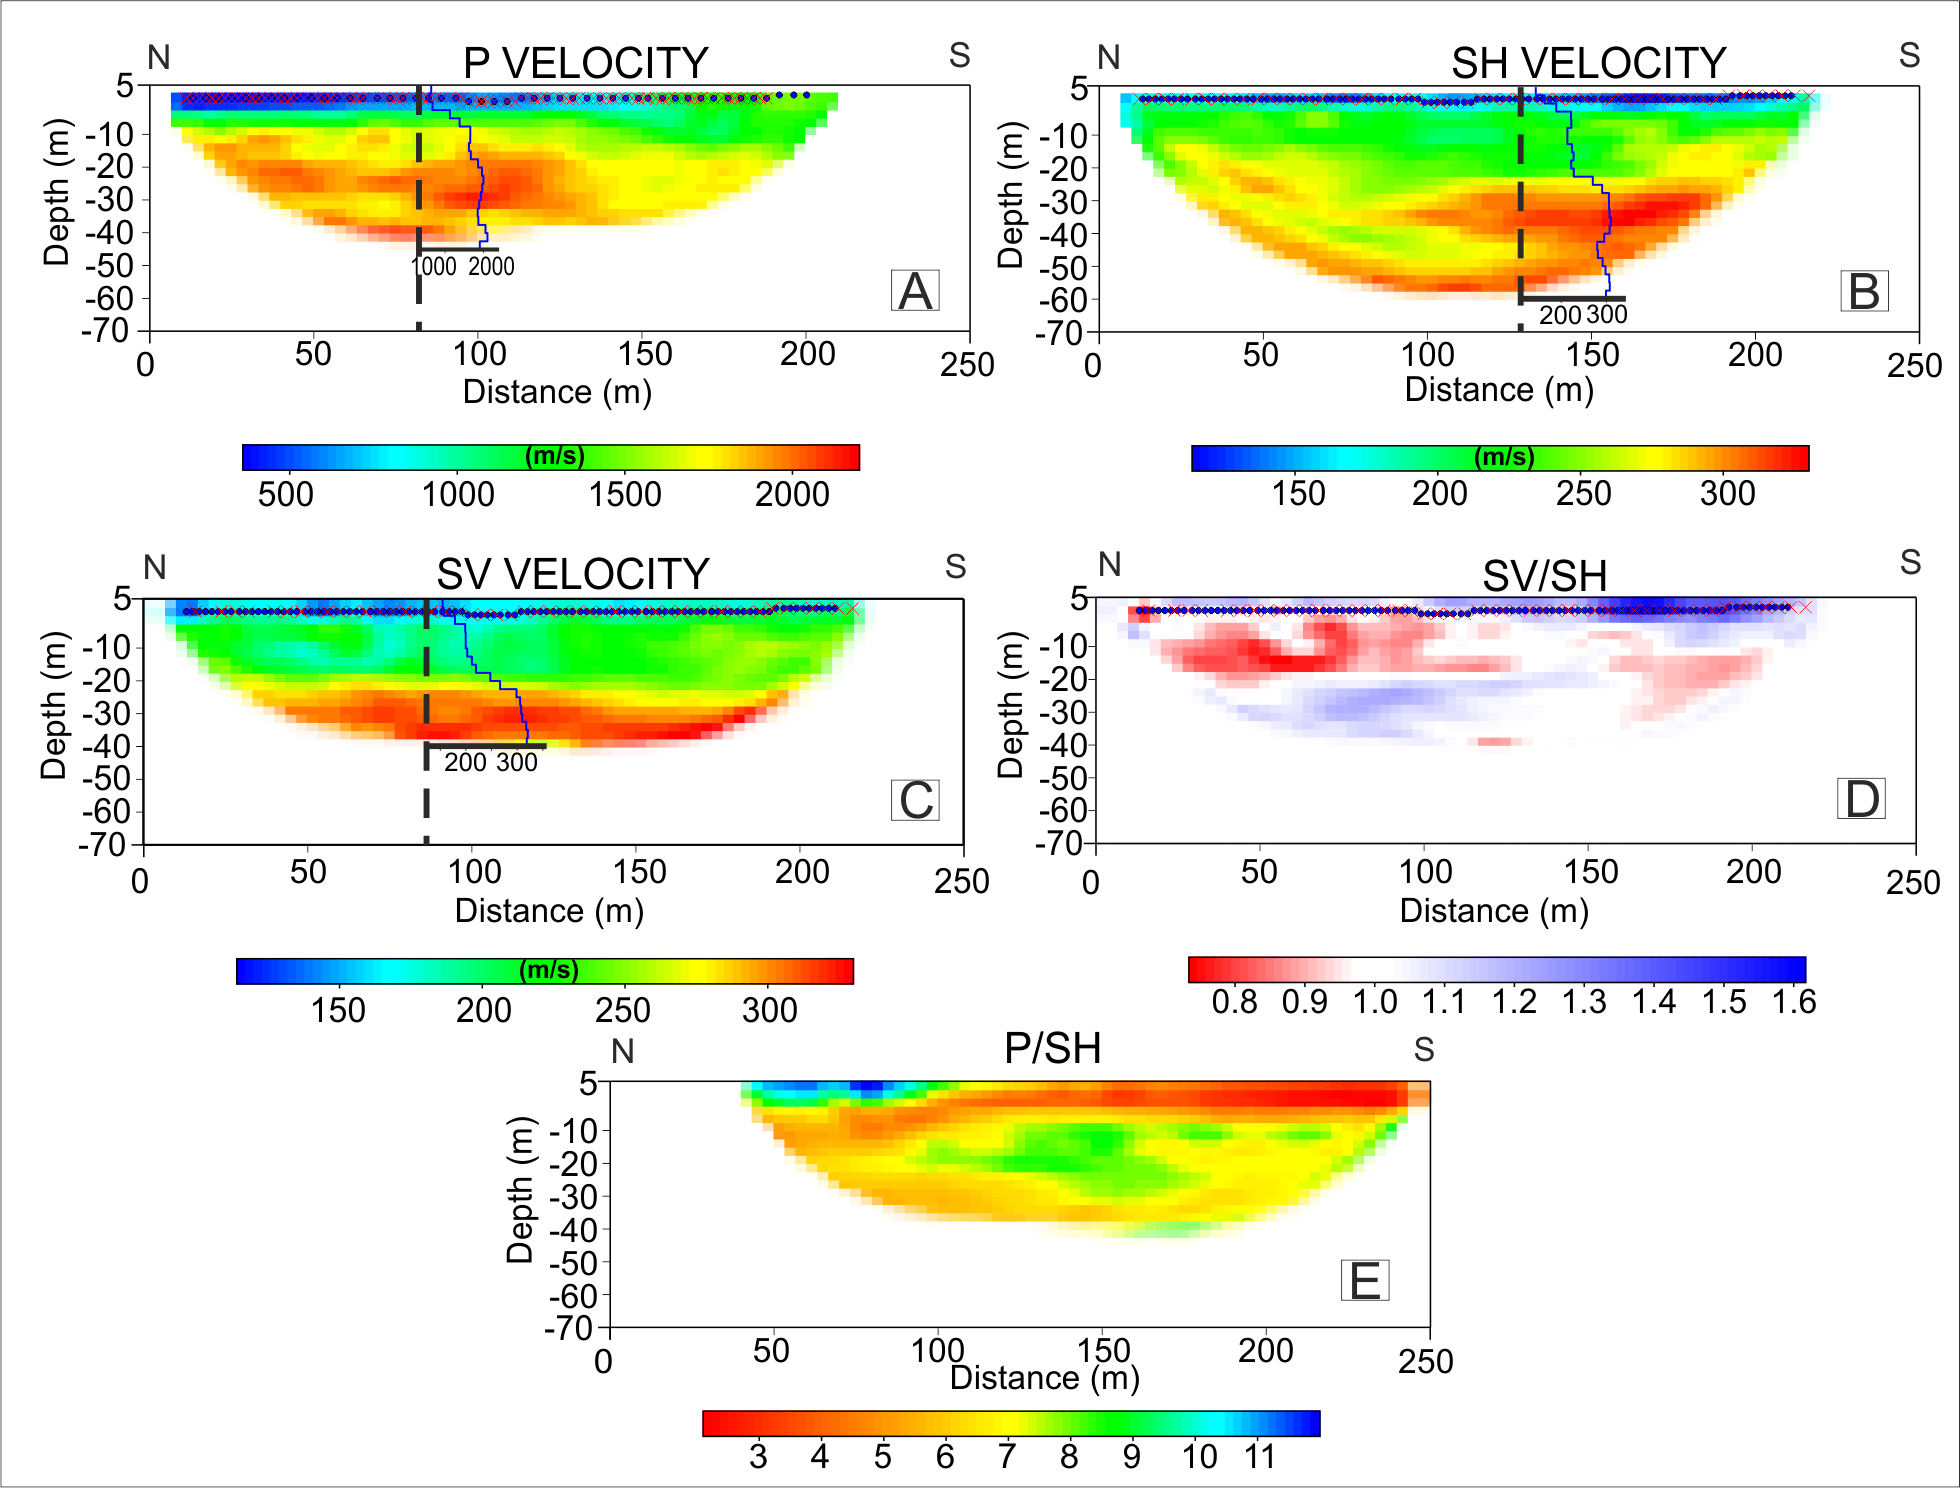 N P VELOCITY S
5
-10
-20
-30
-40
-50
-60
-70
Depth (m)
1000 2000
A
0 50 100 150 200 250
Distance (m)
(m/s)
500 1000 1500 2000
N SH VELOCITY S
5
-10
-20
-30
-40
-50
-60
-70
Depth (m)
200 300
B
0 50 100 150 200 250
Distance (m)
(m/s)
150 200 250 300
N SV VELOCITY S
5
-10
-20
-30
-40
-50
-60
-70
Depth (m)
200 300
C
0 50 100 150 200 250
Distance (m)
(m/s)
150 200 250 300
N SV/SH S
5
-10
-20
-30
-40
-50
-60
-70
Depth (m)
D
0 50 100 150 200 250
Distance (m)
0.8 0.9 1.0 1.1 1.2 1.3 1.4 1.5 1.6
N P/SH S
5
-10
-20
-30
-40
-50
-60
-70
Depth (m)
E
0 50 100 150 200 250
Distance (m)
3 4 5 6 7 8 9 10 11